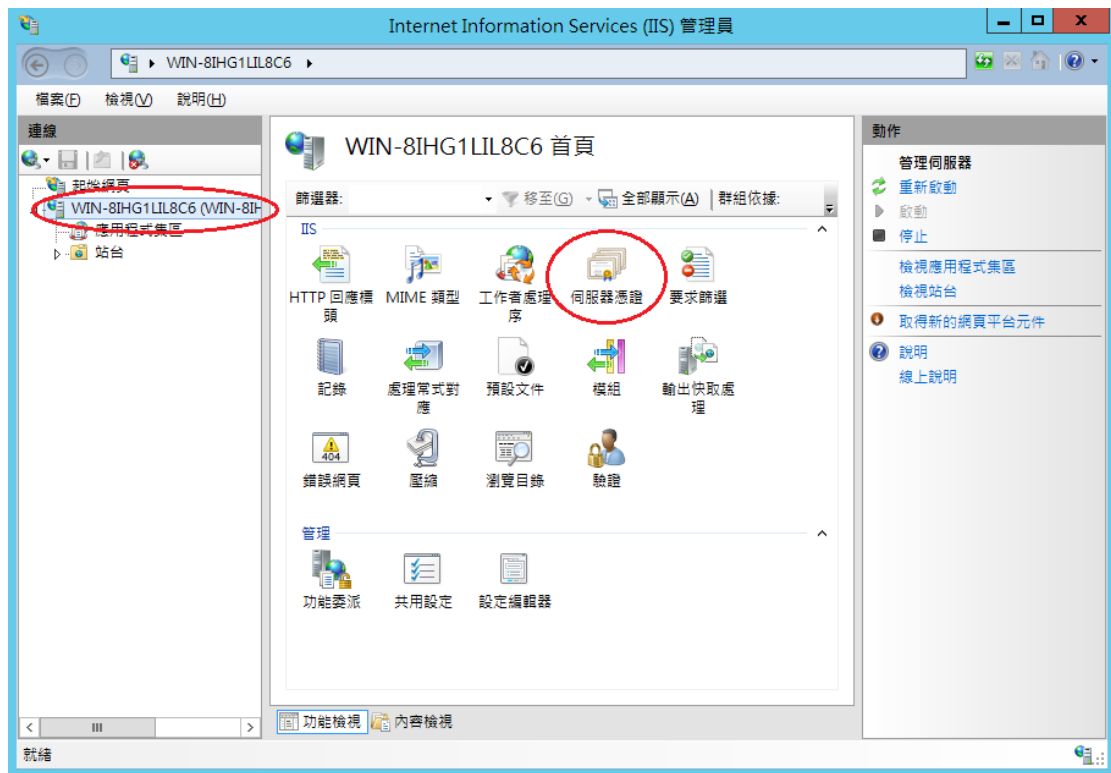 Internet Information Services (IIS) 管理員
WIN-8IHG1LIL8C6
檔案(F) 檢視(V) 說明(H)
連線
起始網頁
WIN-8IHG1LIL8C6 (WIN-8IH
應用程式集區
站台
WIN-8IHG1LIL8C6 首頁
篩選器: 移至(G) 全部顯示(A) 群組依據:
IIS
HTTP 回應標
頭
MIME 類型
工作者處理
序
伺服器憑證
要求篩選
記錄
處理常式對
應
預設文件
模組
輸出快取處
理
404
錯誤網頁
壓縮
瀏覽目錄
驗證
管理
功能委派
共用設定
設定編輯器
功能檢視 內容檢視
動作
管理伺服器
重新啟動
啟動
停止
檢視應用程式集區
檢視站台
取得新的網頁平台元件
說明
線上說明
就緒